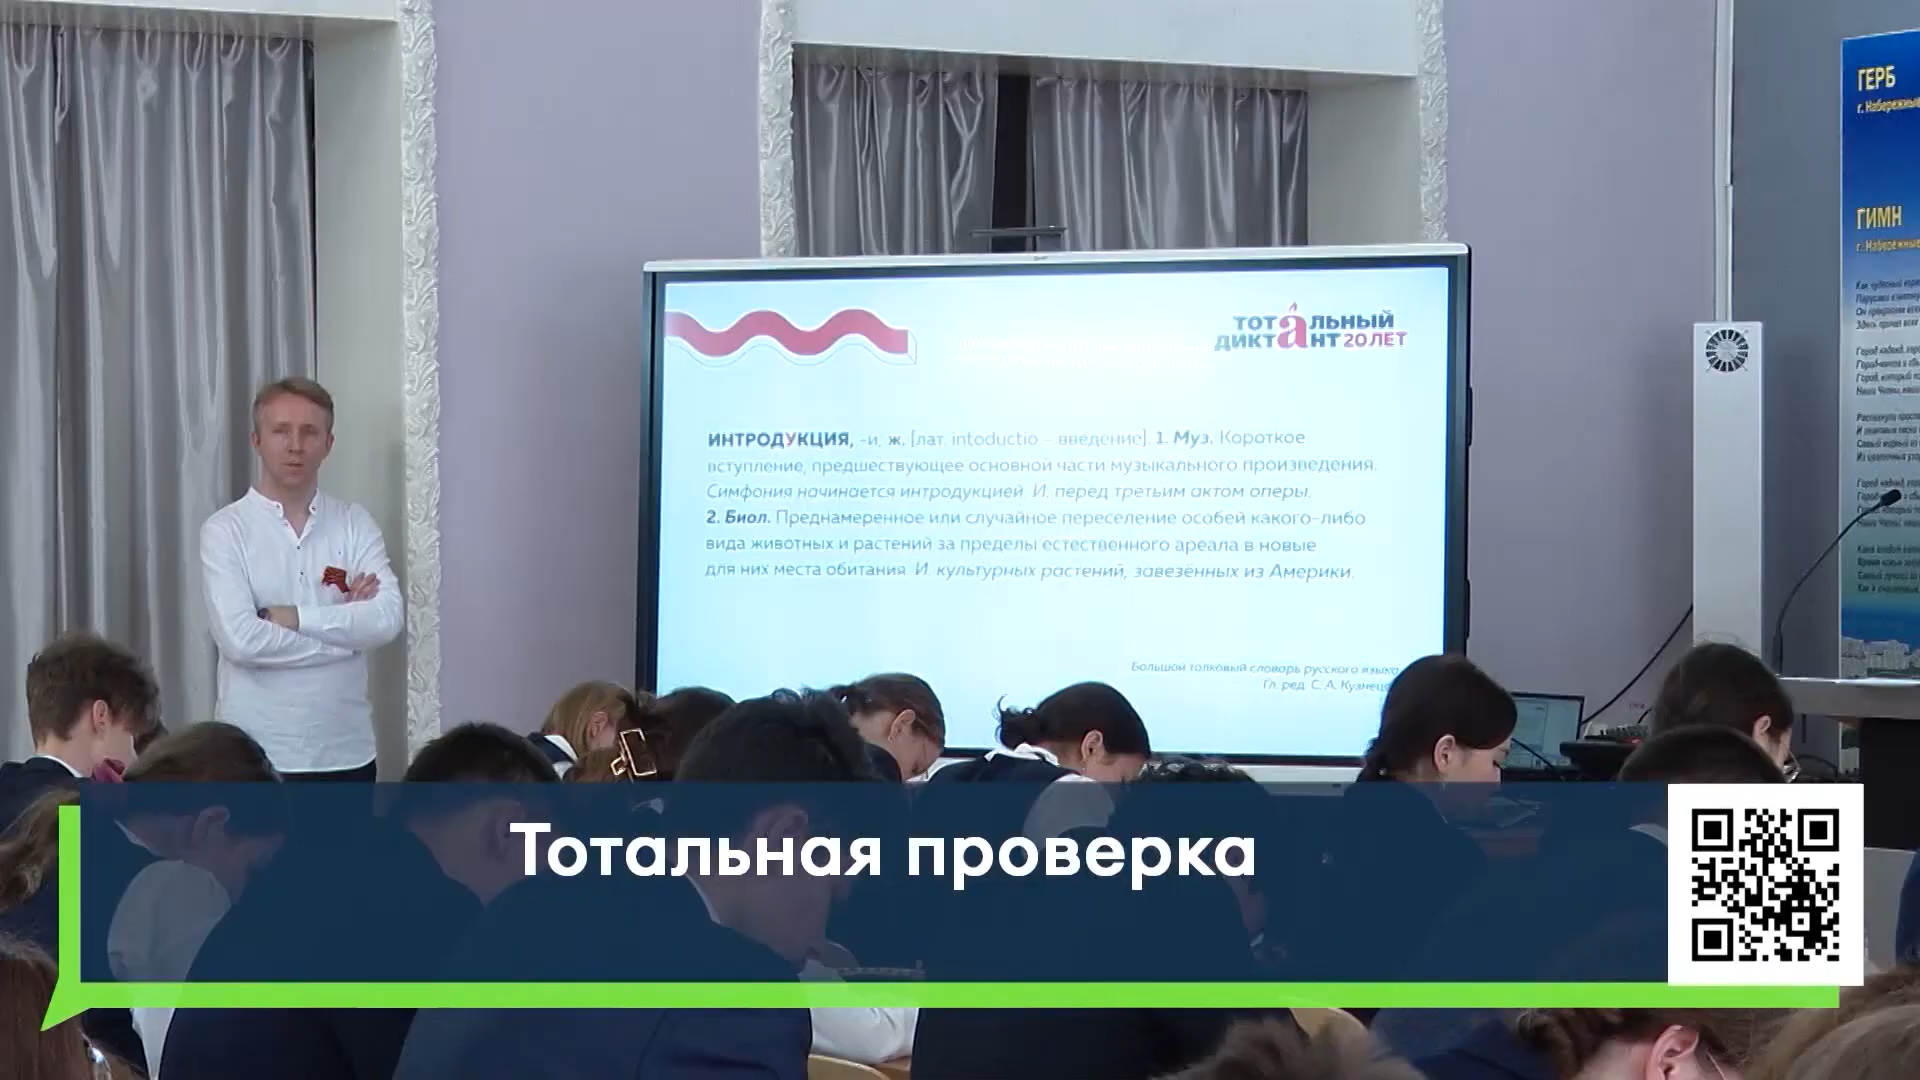 ГЕРБ
г. Набережные
ГИМН
г. Набережные
ТОТАЛЬНЫЙ
ДИКТАНТ 20 ЛЕТ
ИНТРОДУКЦИЯ, -и, ж. [лат. intoductio – введение]. 1. Муз. Короткое
вступление, предшествующее основной части музыкального произведения.
Симфония начинается интродукцией. И. перед третьим актом оперы.
2. Биол. Преднамеренное или случайное переселение особей какого-либо
вида животных и растений за пределы естественного ареала в новые
для них места обитания. И. культурных растений, завезённых из Америки.
Большой толковый словарь русского языка.
Гл. ред. С. А. Кузнецо
Тотальная проверка